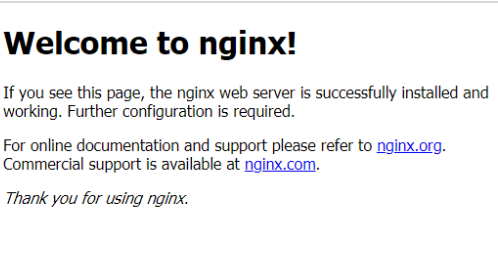 Welcome to nginx!
If you see this page, the nginx web server is successfully installed and
working. Further configuration is required.
For online documentation and support please refer to nginx.org.
Commercial support is available at nginx.com.
Thank you for using nginx.